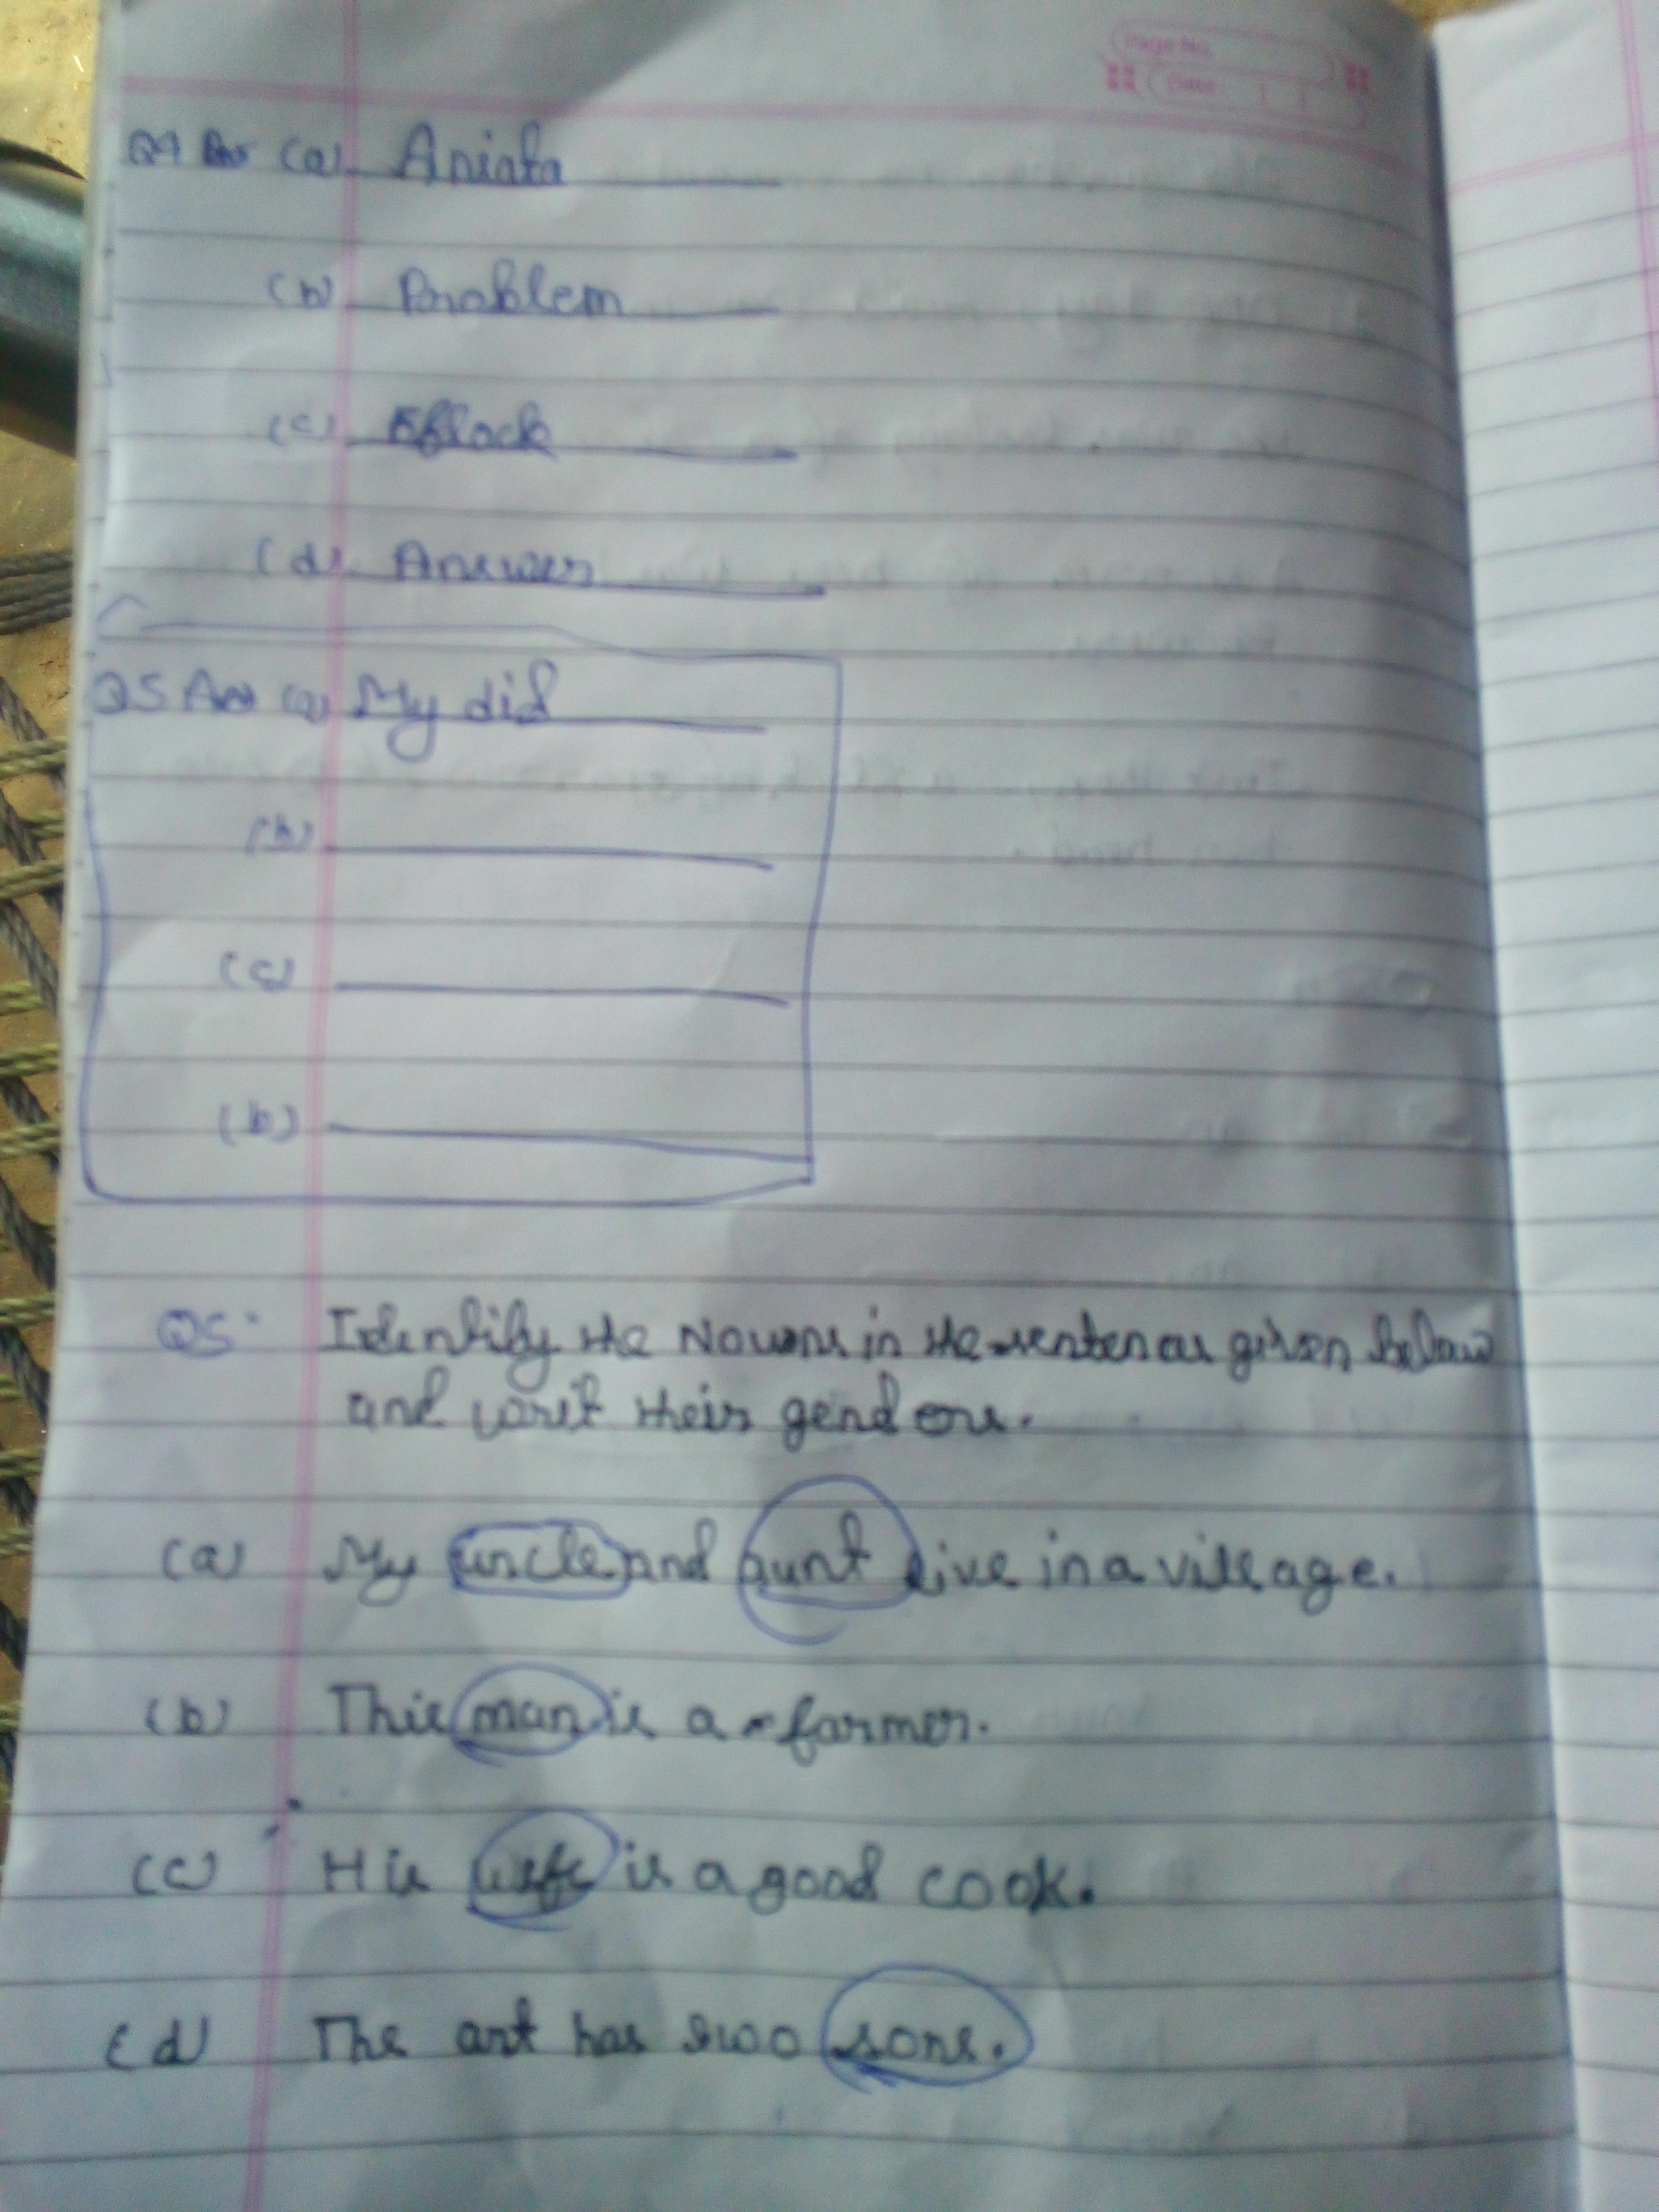 Page No.
Date:
Q4 Ans (a) Aniata
(b) Problem
(c)
(d) Answer
Q5 Ans (a) My did
(b)
(c)
(b)
Q5. Identify the Nouns in the sentences given below
and writ their genders.
(a) My uncle and aunt live in a village.
(b) This man is a farmer.
(c) His wife is a good cook.
(d) The ant has two sons.